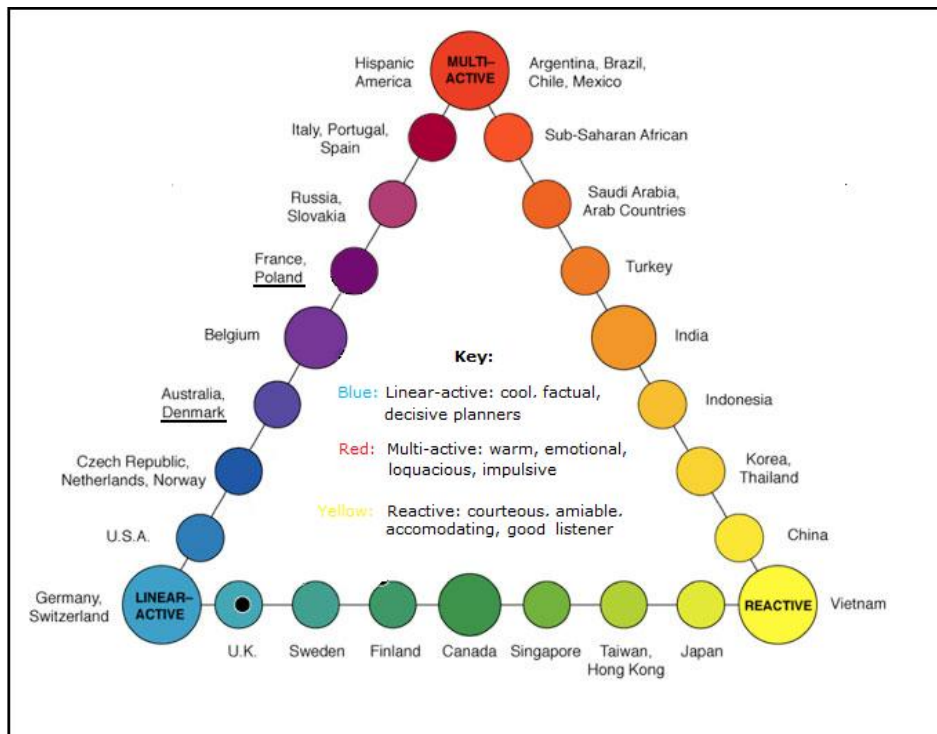 Hispanic
America
MULTI-
ACTIVE
Argentina, Brazil,
Chile, Mexico
Italy, Portugal,
Spain
Sub-Saharan African
Russia,
Slovakia
Saudi Arabia,
Arab Countries
France,
Poland
Turkey
Belgium
India
Key:
Blue: Linear-active: cool. factual,
decisive planners
Red: Multi-active: warm, emotional,
loquacious, impulsive
Yellow: Reactive: courteous. amiable.
accomodating, good listener
Australia,
Denmark
Indonesia
Czech Republic,
Netherlands, Norway
Korea,
Thailand
U.S.A.
China
Germany,
Switzerland
LINEAR-
ACTIVE
REACTIVE
Vietnam
U.K.
Sweden
Finland
Canada
Singapore
Taiwan,
Hong Kong
Japan